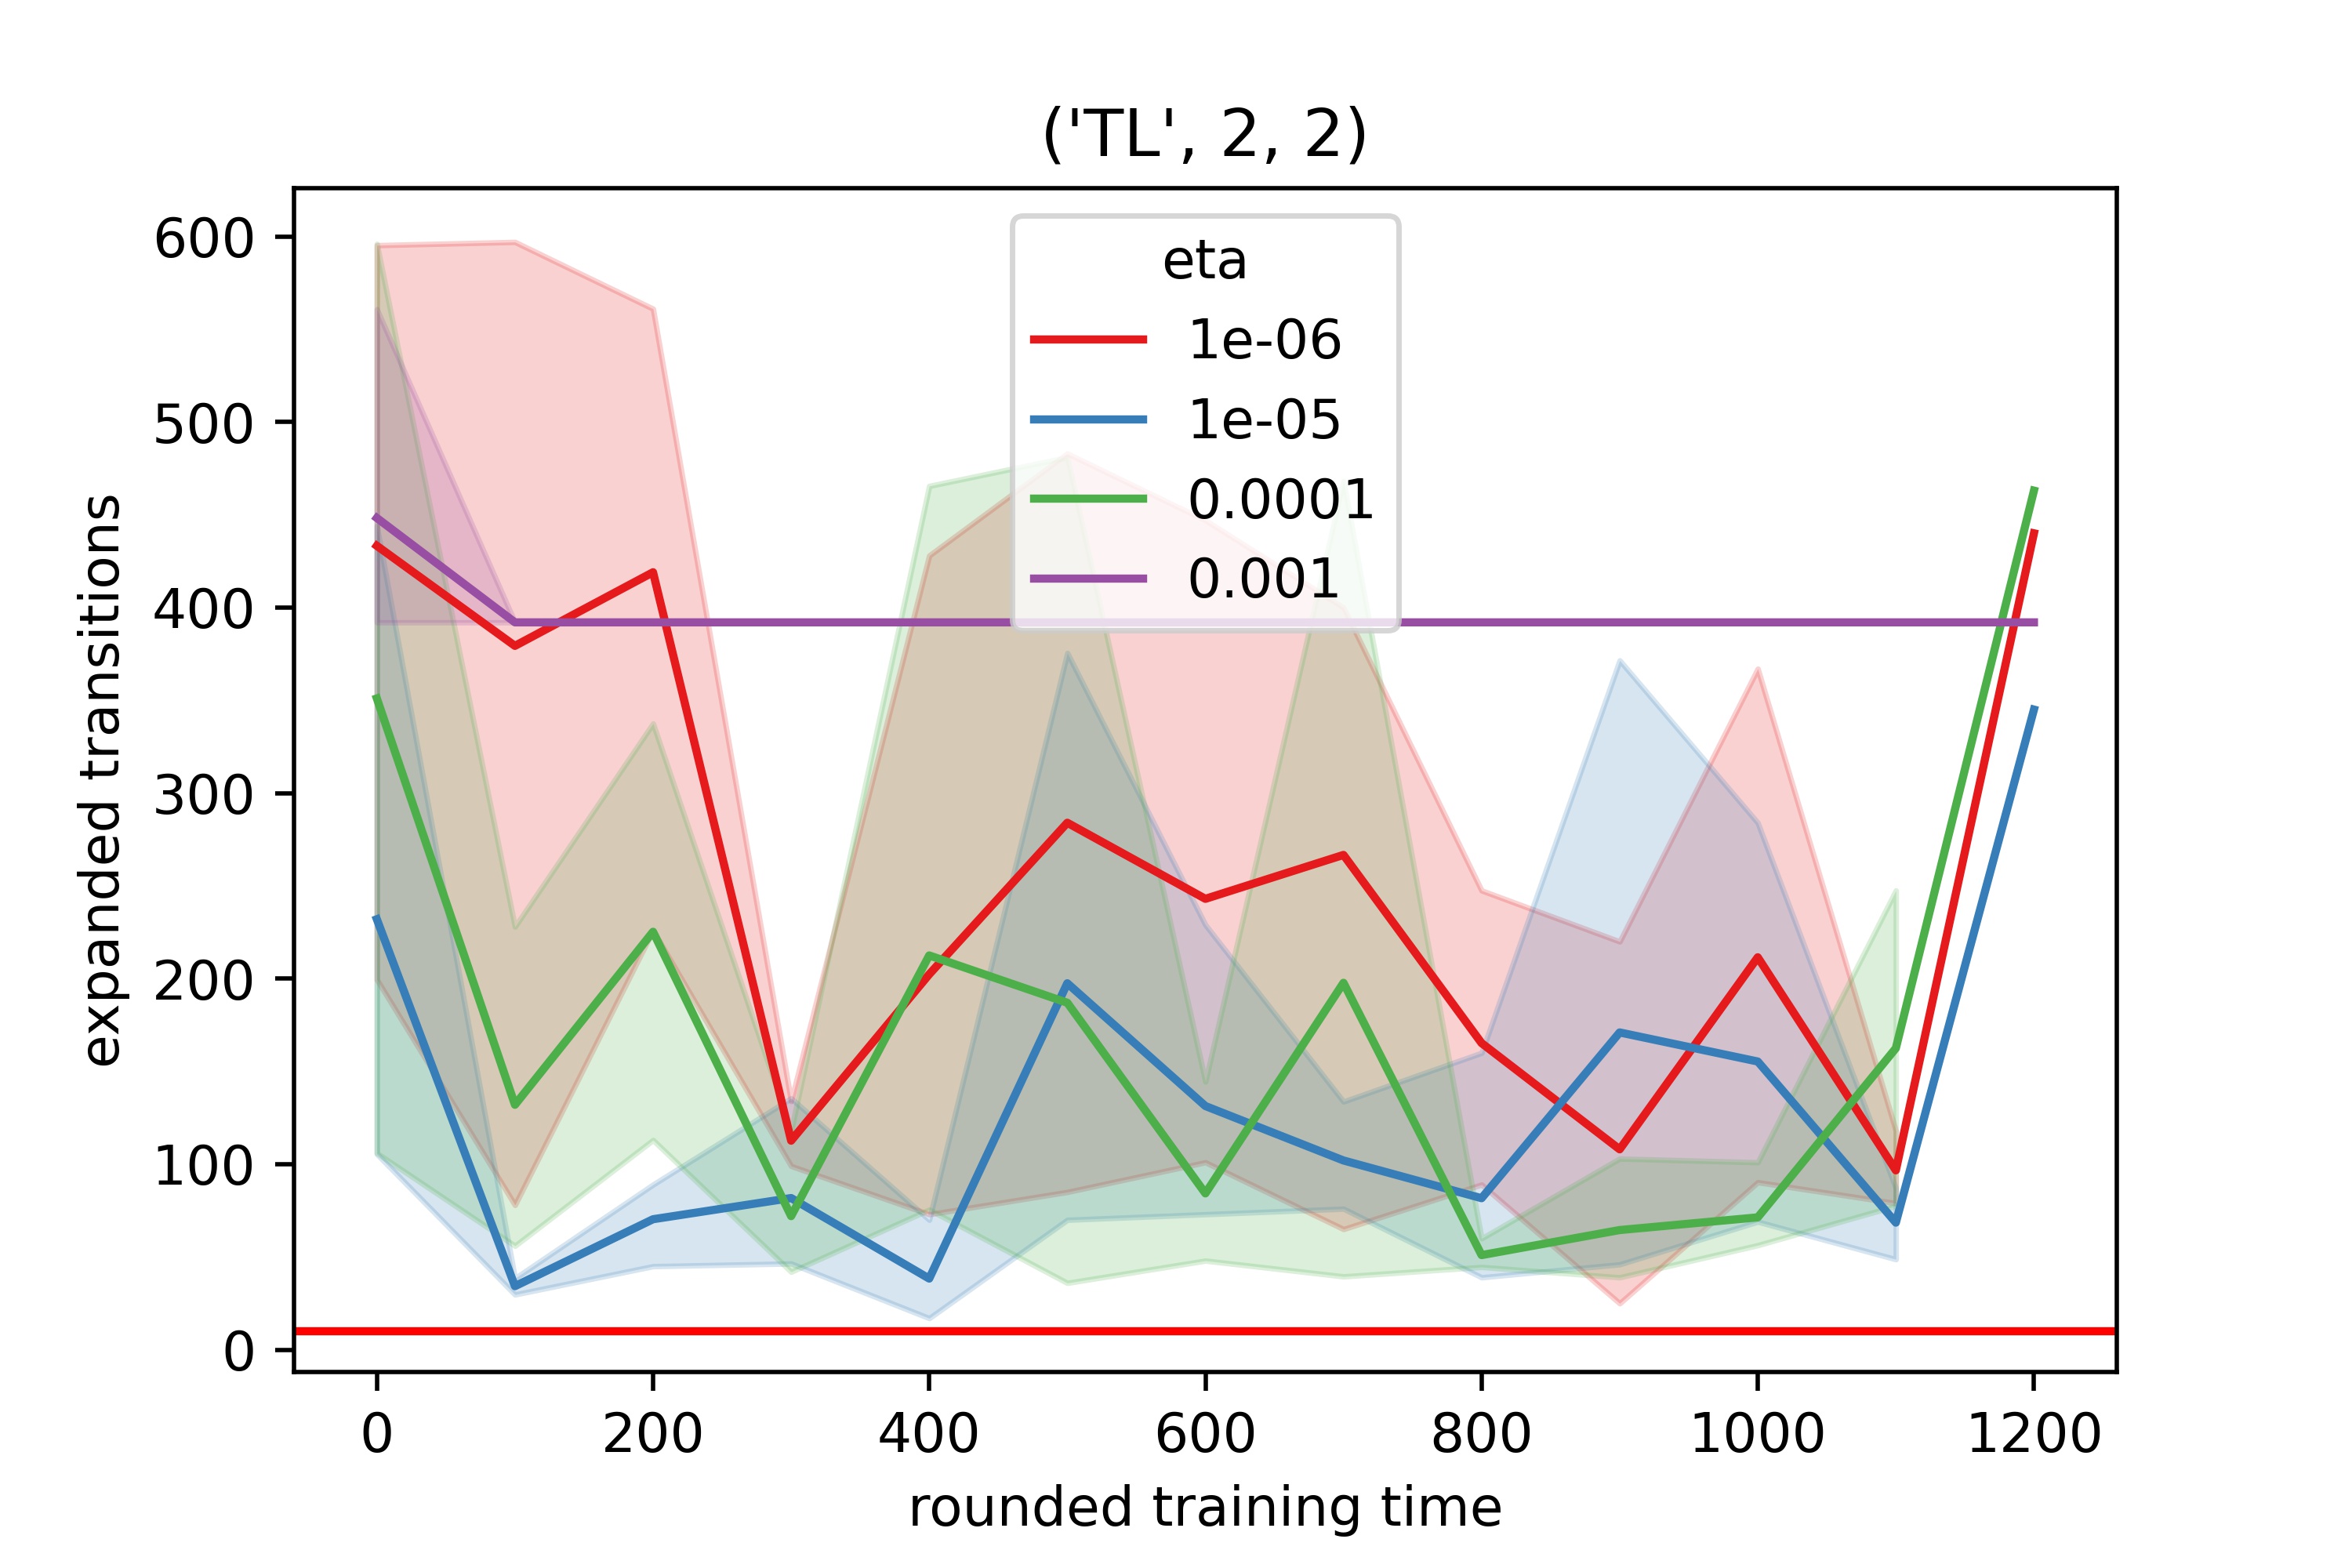 ('TL', 2, 2)
eta
1e-06
1e-05
0.0001
0.001
600
500
400
300
200
100
0
expanded transitions
0 200 400 600 800 1000 1200
rounded training time